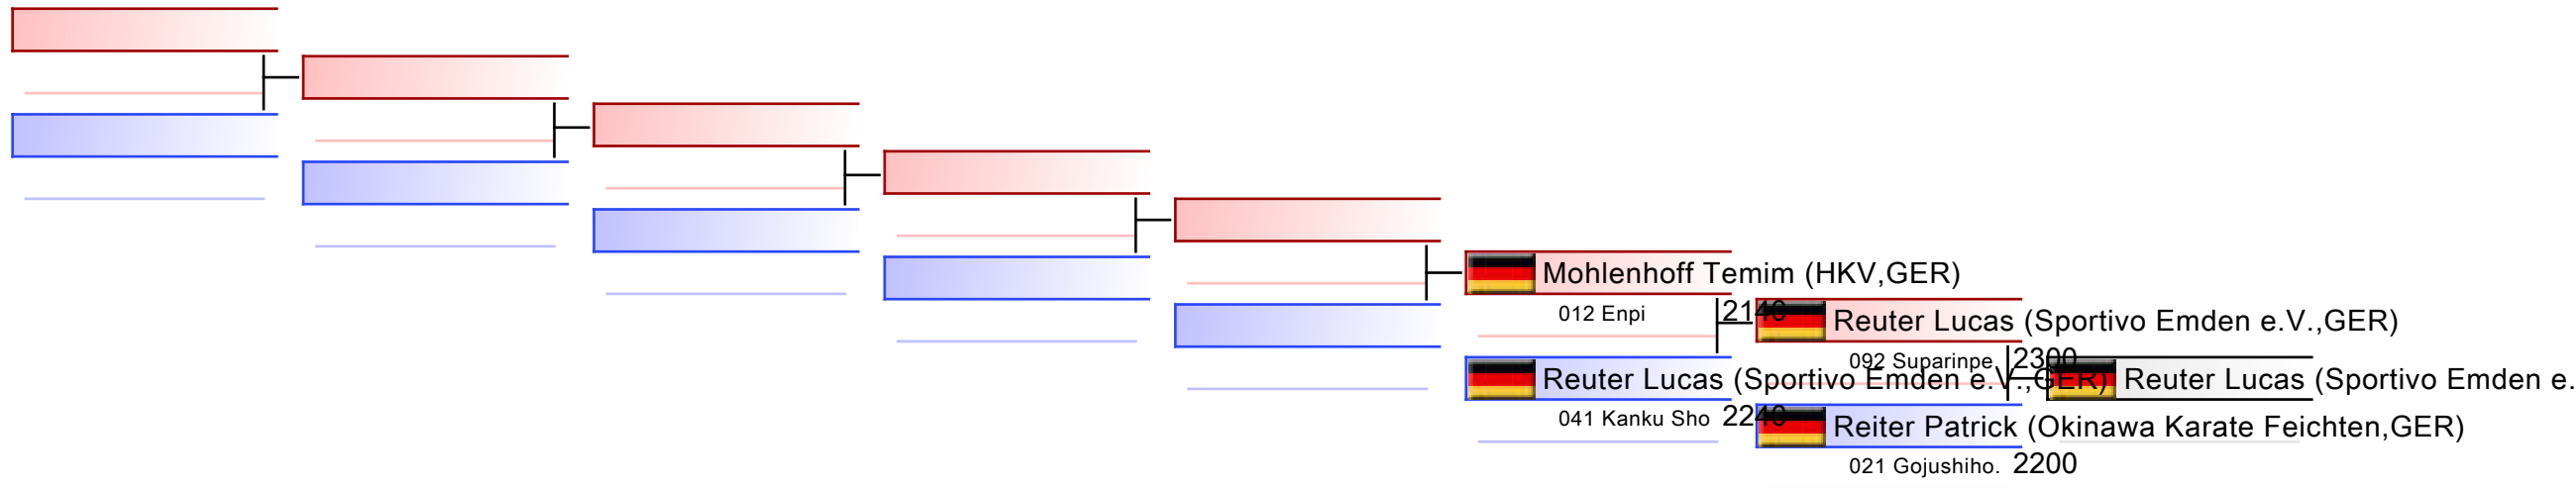 Mohlenhoff Temim (HKV,GER)
012 Enpi 2140
Reuter Lucas (Sportivo Emden e.V.,GER)
092 Suparinpe 2300
Reuter Lucas (Sportivo Emden e.V.,GER)
Reuter Lucas (Sportivo Emden e.
041 Kanku Sho 2240
Reiter Patrick (Okinawa Karate Feichten,GER)
021 Gojushiho. 2200